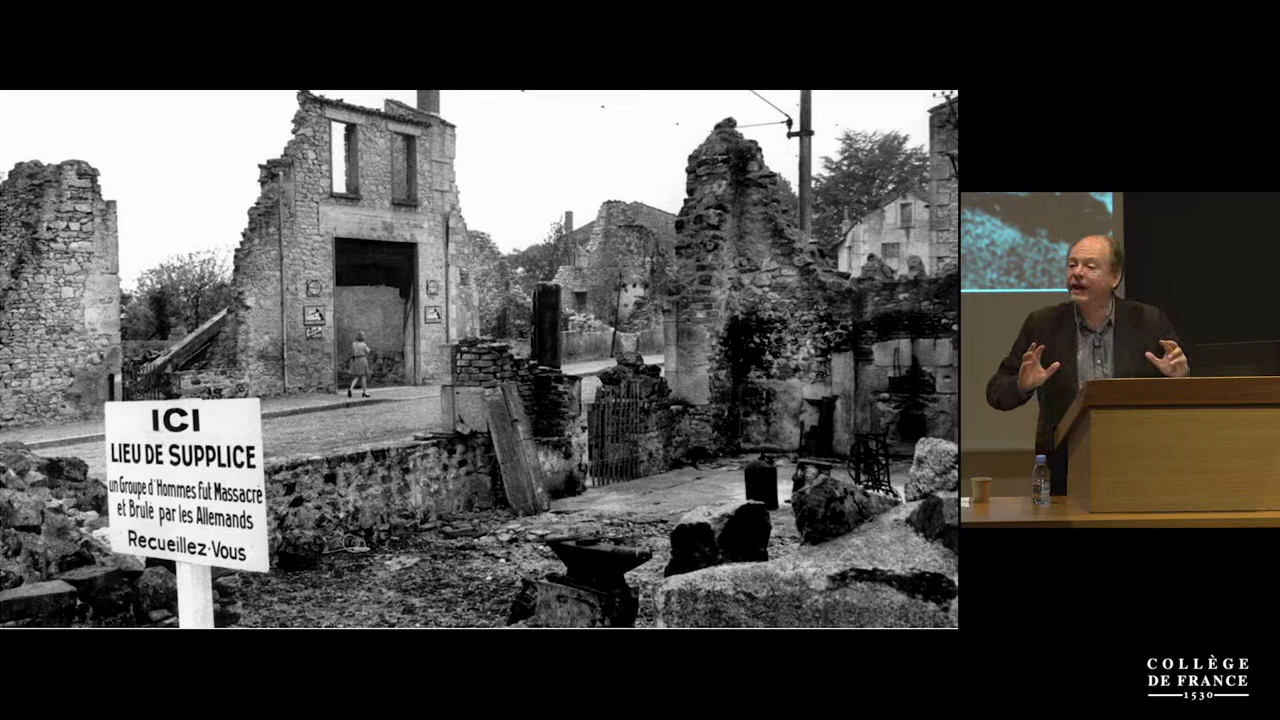 ICI
LIEU DE SUPPLICE
un Groupe d'Hommes fut Massacré
et Brulé par les Allemands
Recueillez-Vous
COLLÈGE
DE FRANCE
1530